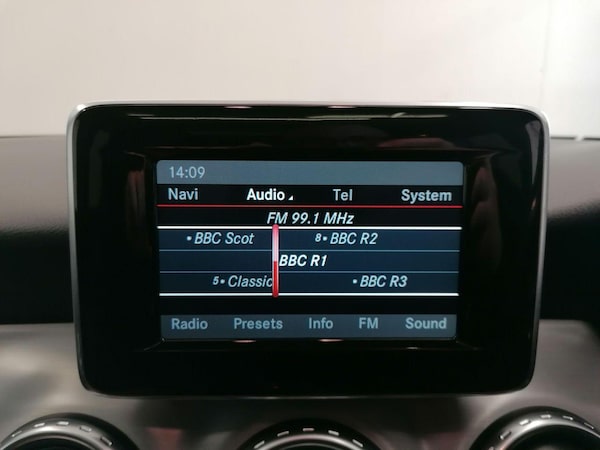 14:09
Navi Audio Tel System
FM 99.1 MHz
• BBC Scot 8• BBC R2
BBC R1
5• Classic • BBC R3
Radio Presets Info FM Sound